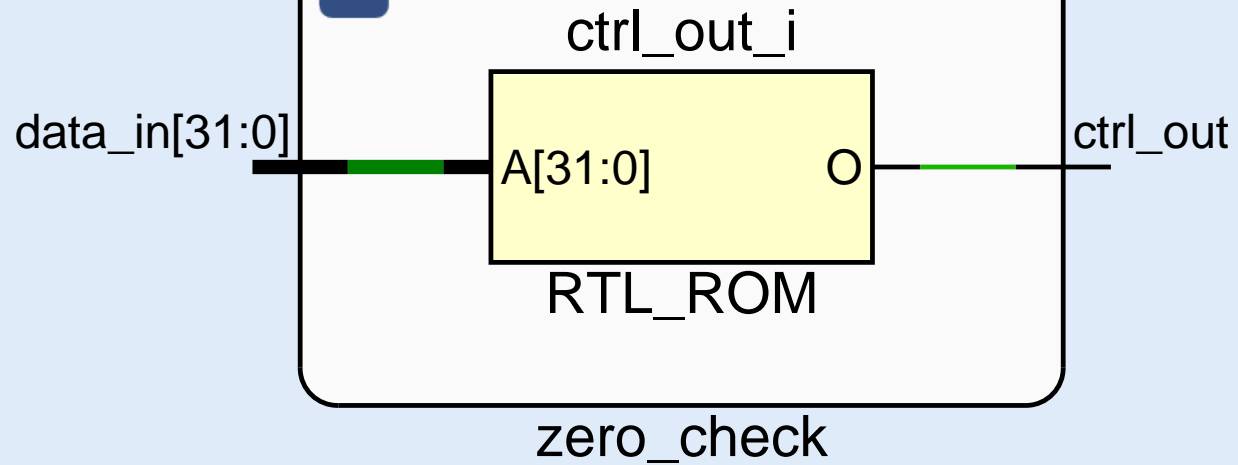 ctrl_out_i
data_in[31:0]
ctrl_out
A[31:0]
O
RTL_ROM
zero_check